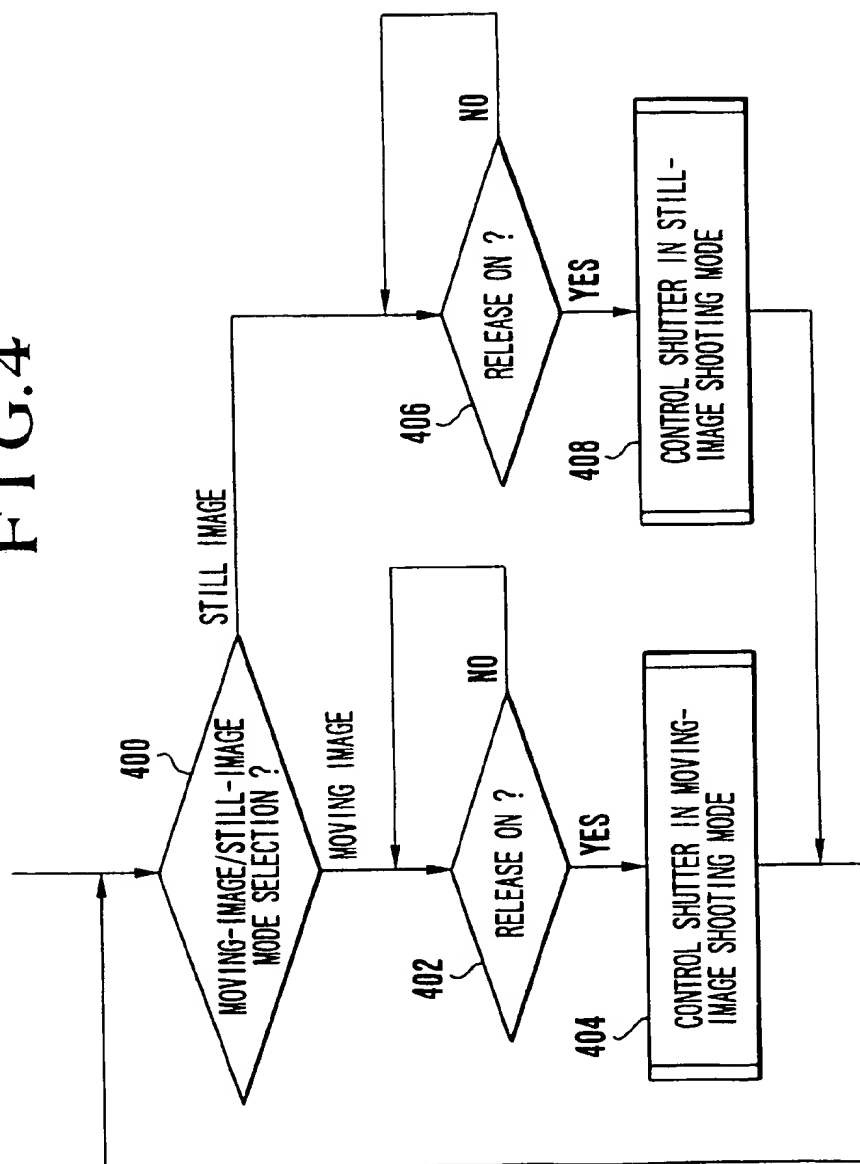 FIG.4
400
MOVING-IMAGE/STILL-IMAGE
MODE SELECTION ?
STILL IMAGE
MOVING IMAGE
402
RELEASE ON ?
NO
YES
404
CONTROL SHUTTER IN MOVING-
IMAGE SHOOTING MODE
406
RELEASE ON ?
NO
YES
408
CONTROL SHUTTER IN STILL-
IMAGE SHOOTING MODE